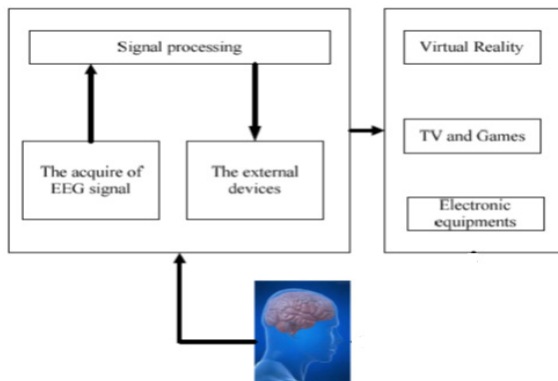 Signal processing
The acquire of
EEG signal
The external
devices
Virtual Reality
TV and Games
Electronic
equipments